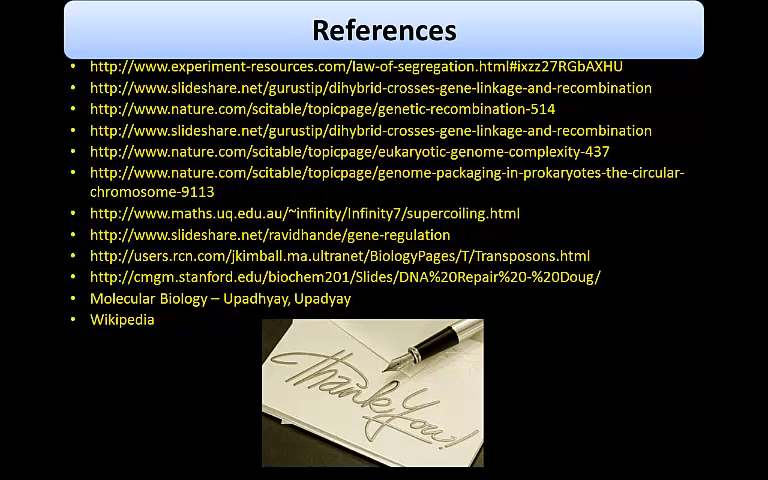 References
• http://www.experiment-resources.com/law-of-segregation.html#ixzz27RGbAXHU
• http://www.slideshare.net/gurustip/dihybrid-crosses-gene-linkage-and-recombination
• http://www.nature.com/scitable/topicpage/genetic-recombination-514
• http://www.slideshare.net/gurustip/dihybrid-crosses-gene-linkage-and-recombination
• http://www.nature.com/scitable/topicpage/eukaryotic-genome-complexity-437
• http://www.nature.com/scitable/topicpage/genome-packaging-in-prokaryotes-the-circular-
chromosome-9113
• http://www.maths.uq.edu.au/~infinity/Infinity7/supercoiling.html
• http://www.slideshare.net/ravidhande/gene-regulation
• http://users.rcn.com/jkimball.ma.ultranet/BiologyPages/T/Transposons.html
• http://cmgm.stanford.edu/biochem201/Slides/DNA%20Repair%20-%20Doug/
• Molecular Biology – Upadhyay, Upadyay
• Wikipedia
Thank You!